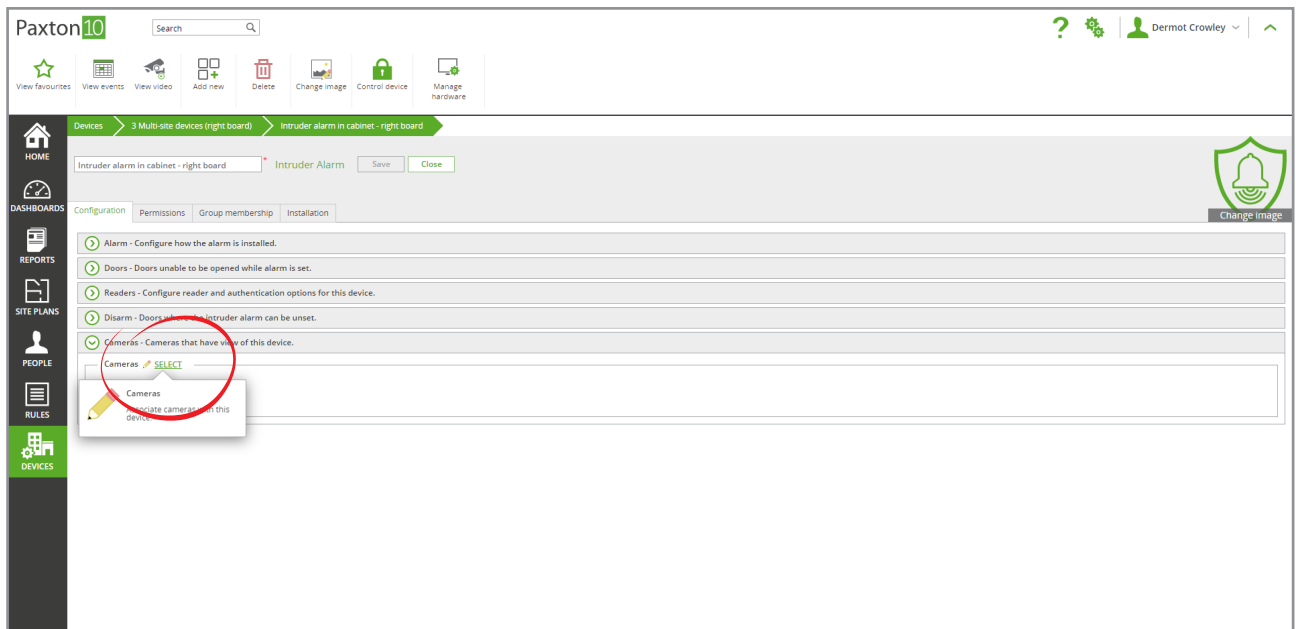 Paxton10
Search
Dermot Crowley
View favourites
View events
View video
Add new
Delete
Change image
Control device
Manage
hardware
HOME
DASHBOARDS
REPORTS
SITE PLANS
PEOPLE
RULES
DEVICES
Devices
3 Multi-site devices (right board)
Intruder alarm in cabinet - right board
Intruder alarm in cabinet - right board
* Intruder Alarm
Save
Close
Change image
Configuration
Permissions
Group membership
Installation
Alarm - Configure how the alarm is installed.
Doors - Doors unable to be opened while alarm is set.
Readers - Configure reader and authentication options for this device.
Disarm - Doors where the intruder alarm can be unset.
Cameras - Cameras that have view of this device.
Cameras SELECT
Cameras
Associate cameras with this
device.